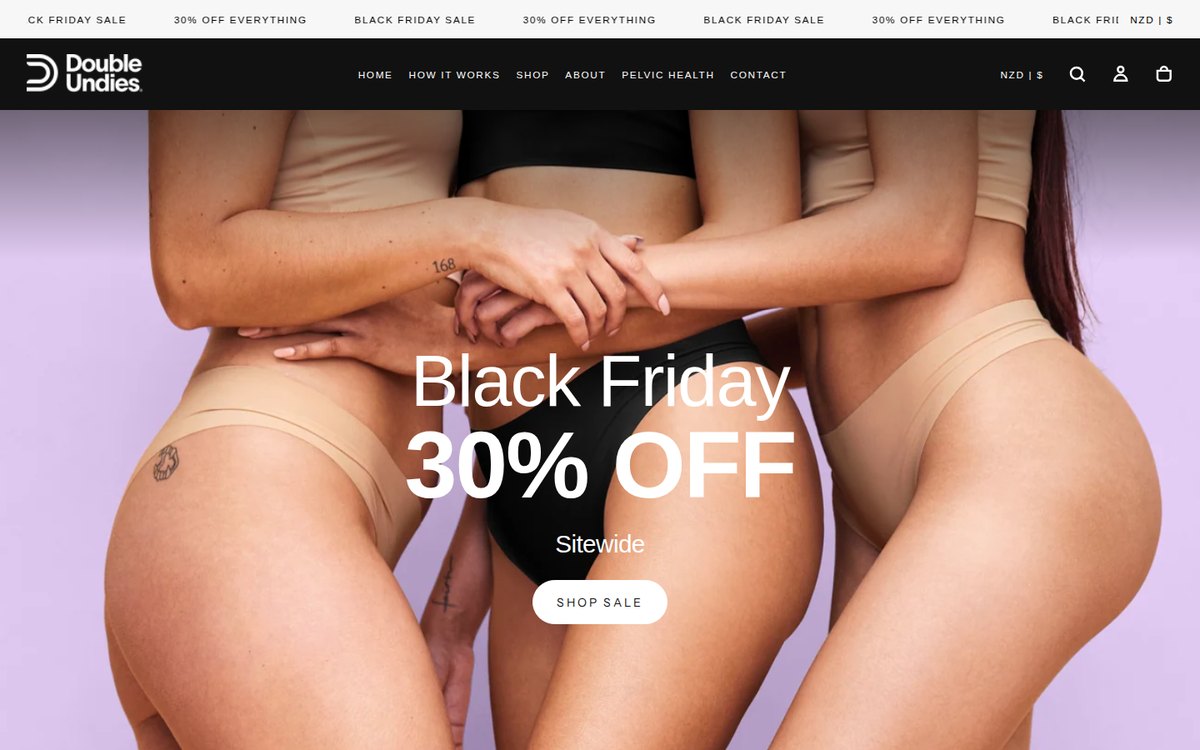 CK FRIDAY SALE 30% OFF EVERYTHING BLACK FRIDAY SALE 30% OFF EVERYTHING BLACK FRIDAY SALE 30% OFF EVERYTHING BLACK FRI NZD | $
Double
Undies.
HOME HOW IT WORKS SHOP ABOUT PELVIC HEALTH CONTACT NZD | $
168
Black Friday
30% OFF
Sitewide
SHOP SALE